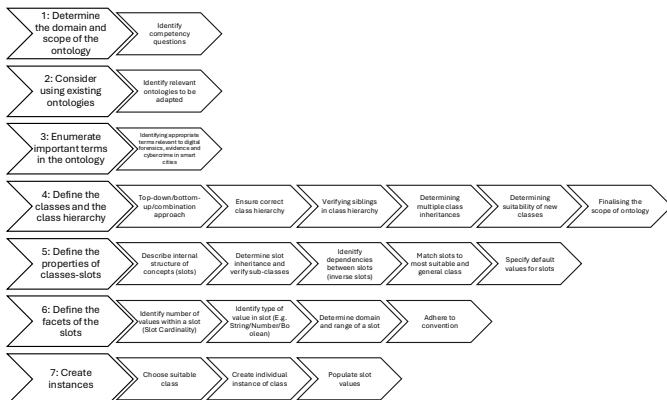 1: Determine
the domain and
scope of the
ontology
Identify
competency
questions
2: Consider
using existing
ontologies
Identify relevant
ontologies to be
adapted
3: Enumerate
important terms
in the ontology
Identifying appropriate
terms relevant to digital
forensics, evidence and
cybercrime in smart
cities
4: Define the
classes and the
class hierarchy
Top-down/bottom-
up/combination
approach
Ensure correct
class hierarchy
Verifying siblings
in class hierarchy
Determining
multiple class
inheritances
Determining
suitability of new
classes
Finalising the
scope of ontology
5: Define the
properties of
classes-slots
Describe internal
structure of
concepts (slots)
Determine slot
inheritance and
verify sub-classes
Identify
dependencies
between slots
(inverse slots)
Match slots to
most suitable and
general class
Specify default
values for slots
6: Define the
facets of the
slots
Identify number of
values within a slot
(Slot Cardinality)
Identify type of
value in slot (E.g.
String/Number/Bo
olean)
Determine domain
and range of a slot
Adhere to
convention
7: Create
instances
Choose suitable
class
Create individual
instance of class
Populate slot
values